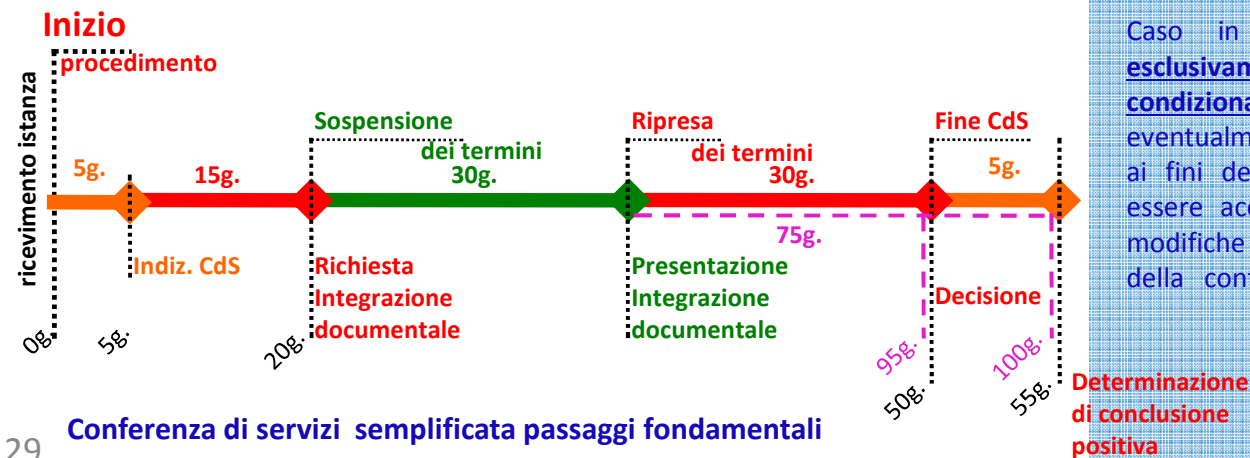 Inizio
procedimento
ricevimento istanza
5g.
15g.
Sospensione
dei termini
30g.
Ripresa
dei termini
30g.
Fine CdS
5g.
75g.
Indiz. CdS
Richiesta
Integrazione
documentale
Presentazione
Integrazione
documentale
Decisione
0g.
5g.
20g.
95g.
100g.
50g.
55g.
Determinazione
di conclusione
positiva
Conferenza di servizi semplificata passaggi fondamentali
29
Caso in
ai fini
essere
modifiche
della